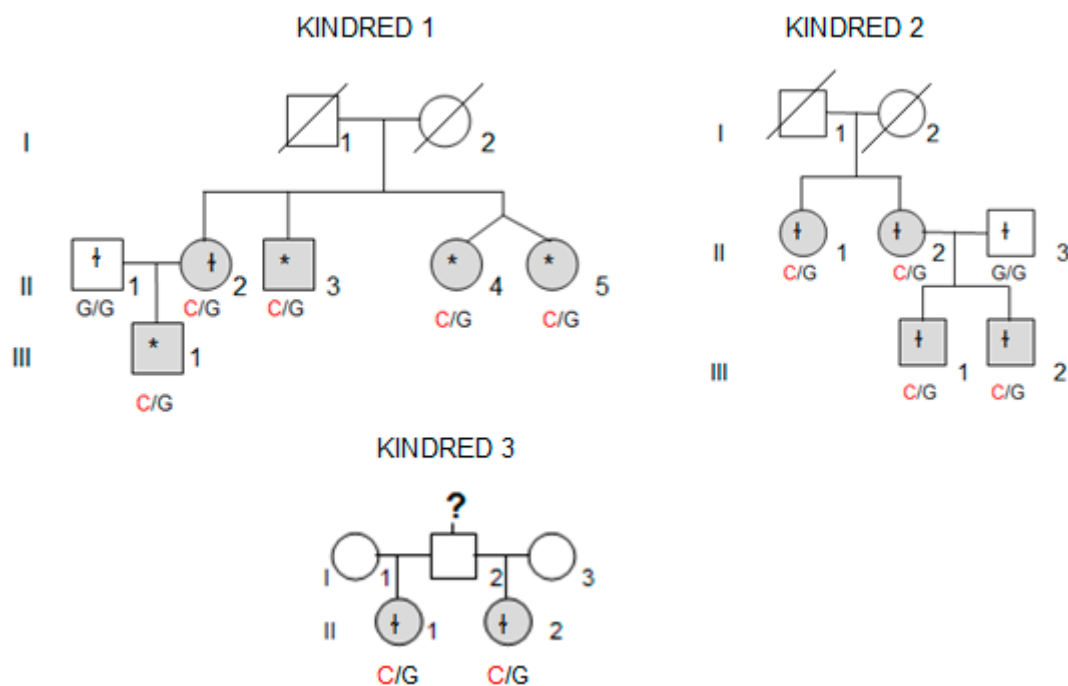 KINDRED 1
I
1 2
II
1 2 3 4 5
G/G C/G C/G C/G C/G
* * *
III
* 1
C/G
KINDRED 2
I
1 2
II
1 2 3
C/G C/G G/G
III
1 2
C/G C/G
KINDRED 3
?
I
1 2 3
II
1 2
C/G C/G